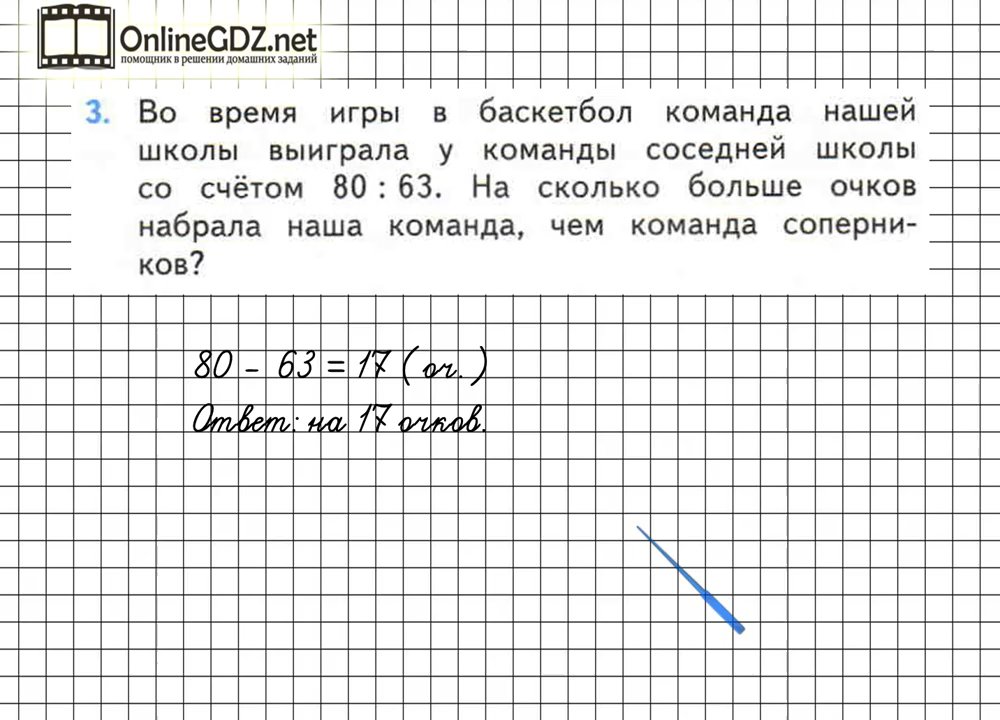 OnlineGDZ.net
помощник в решении домашних заданий
3. Во время игры в баскетбол команда нашей
школы выиграла у команды соседней школы
со счётом 80 : 63. На сколько больше очков
набрала наша команда, чем команда соперни-
ков?
80 - 63 = 17 ( оч. )
Ответ: на 17 очков.